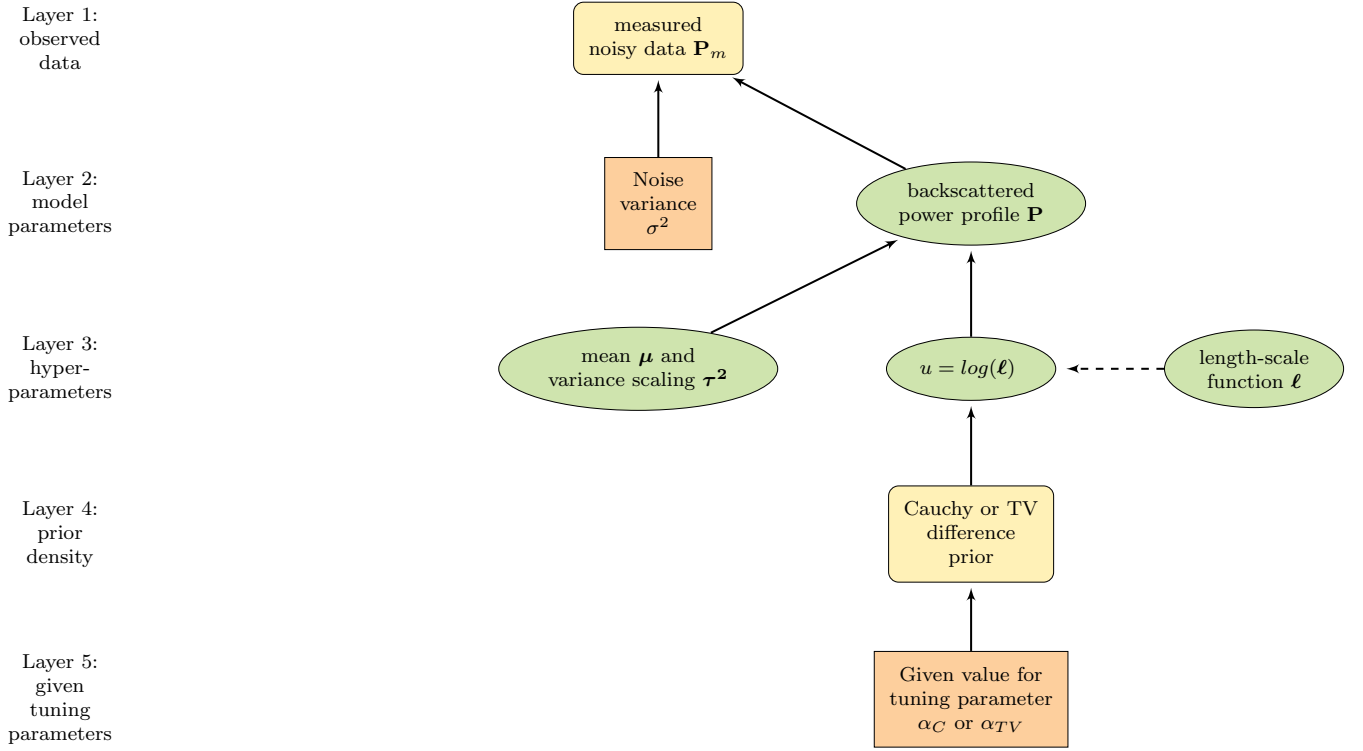 Layer 1:
observed
data
measured
noisy data P_m
Layer 2:
model
parameters
Noise
variance
σ²
backscattered
power profile P
Layer 3:
hyper-
parameters
mean μ and
variance scaling τ²
u = log(ℓ)
length-scale
function ℓ
Layer 4:
prior
density
Cauchy or TV
difference
prior
Layer 5:
given
tuning
parameters
Given value for
tuning parameter
α_C or α_TV